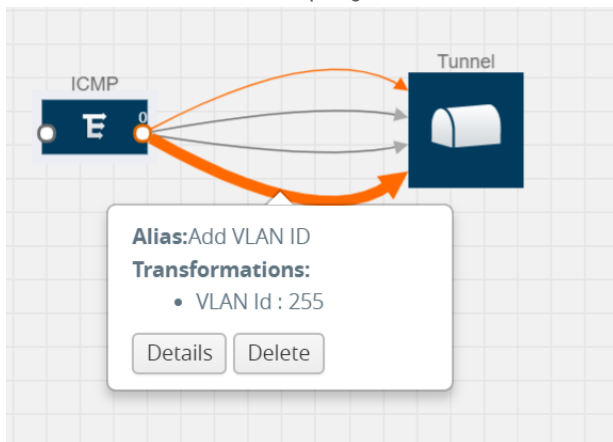 ICMP
Tunnel
0
Alias:Add VLAN ID
Transformations:
• VLAN Id : 255
Details
Delete